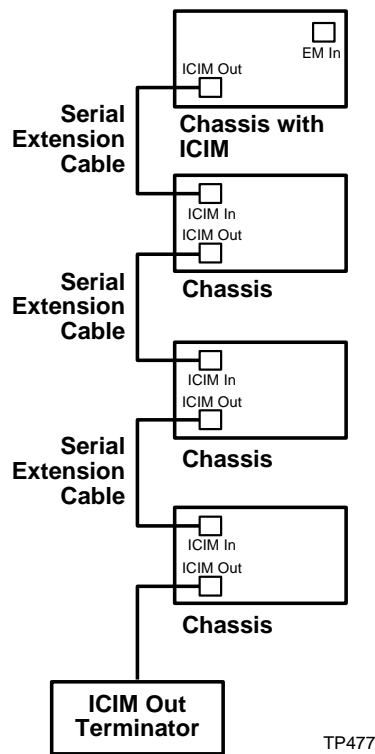 EM In
ICIM Out
Serial
Extension
Cable
Chassis with
ICIM
ICIM In
ICIM Out
Serial
Extension
Cable
Chassis
ICIM In
ICIM Out
Serial
Extension
Cable
Chassis
ICIM In
ICIM Out
Chassis
ICIM Out
Terminator
TP477